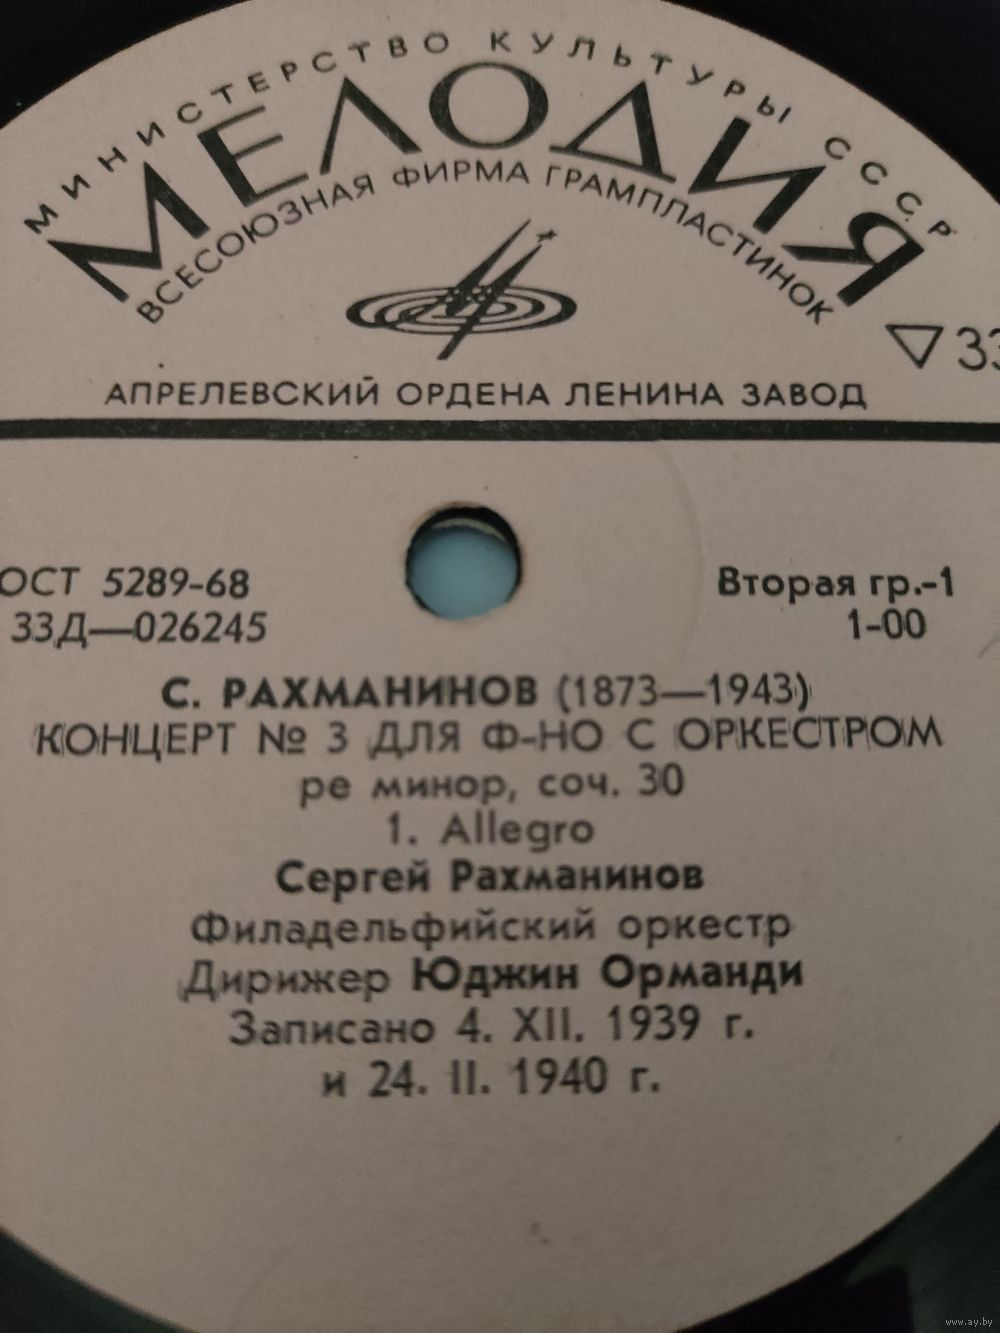 МИНИСТЕРСТВО КУЛЬТУРЫ СССР
МЕЛОДИЯ
ВСЕСОЮЗНАЯ ФИРМА ГРАМПЛАСТИНОК
33
АПРЕЛЕВСКИЙ ОРДЕНА ЛЕНИНА ЗАВОД
ОСТ 5289-68
Вторая гр.-1
33Д—026245
1-00
С. РАХМАНИНОВ (1873—1943)
КОНЦЕРТ № 3 ДЛЯ Ф-НО С ОРКЕСТРОМ
ре минор, соч. 30
1. Allegro
Сергей Рахманинов
Филадельфийский оркестр
Дирижер Юджин Орманди
Записано 4. XII. 1939 г.
и 24. II. 1940 г.
www.ay.by